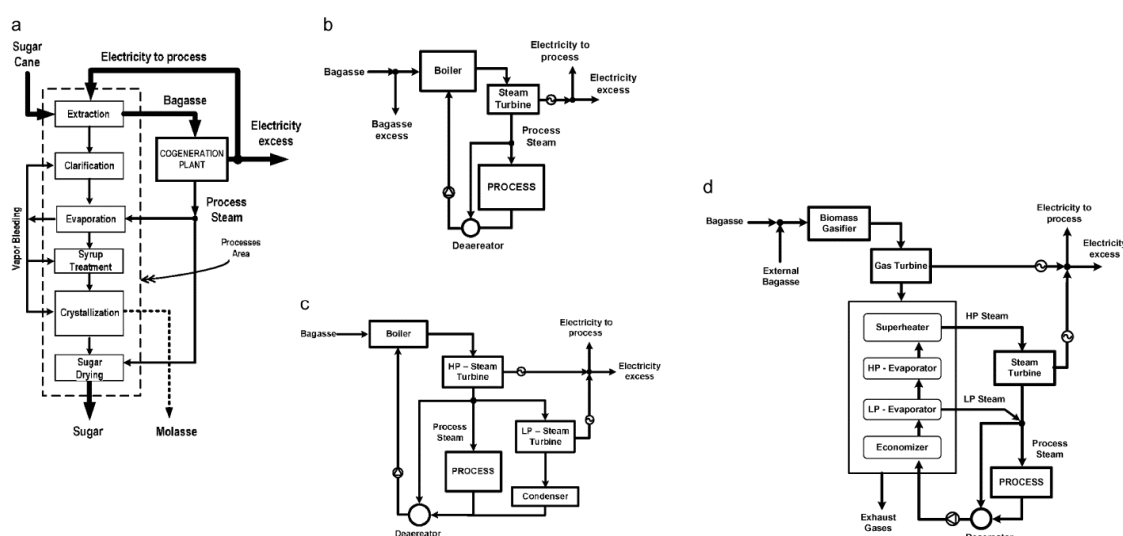 a
Sugar
Cane
Electricity to process
Extraction
Bagasse
Electricity
excess
COGENERATION
PLANT
Clarification
Process
Steam
Evaporation
Vapor Bleeding
Processes
Area
Syrup
Treatment
Crystallization
Sugar
Drying
Sugar
Molasse
b
Electricity to
process
Bagasse
Boiler
Electricity
excess
Steam
Turbine
Bagasse
excess
Process
Steam
PROCESS
Deaereator
c
Electricity to
process
Bagasse
Boiler
HP – Steam
Turbine
Electricity
excess
Process
Steam
LP – Steam
Turbine
PROCESS
Condenser
Deaereator
d
Electricity to
process
Bagasse
Biomass
Gasifier
Electricity
excess
External
Bagasse
Gas Turbine
HP Steam
Superheater
Steam
Turbine
HP - Evaporator
LP Steam
LP - Evaporator
Process
Steam
Economizer
PROCESS
Exhaust
Gases